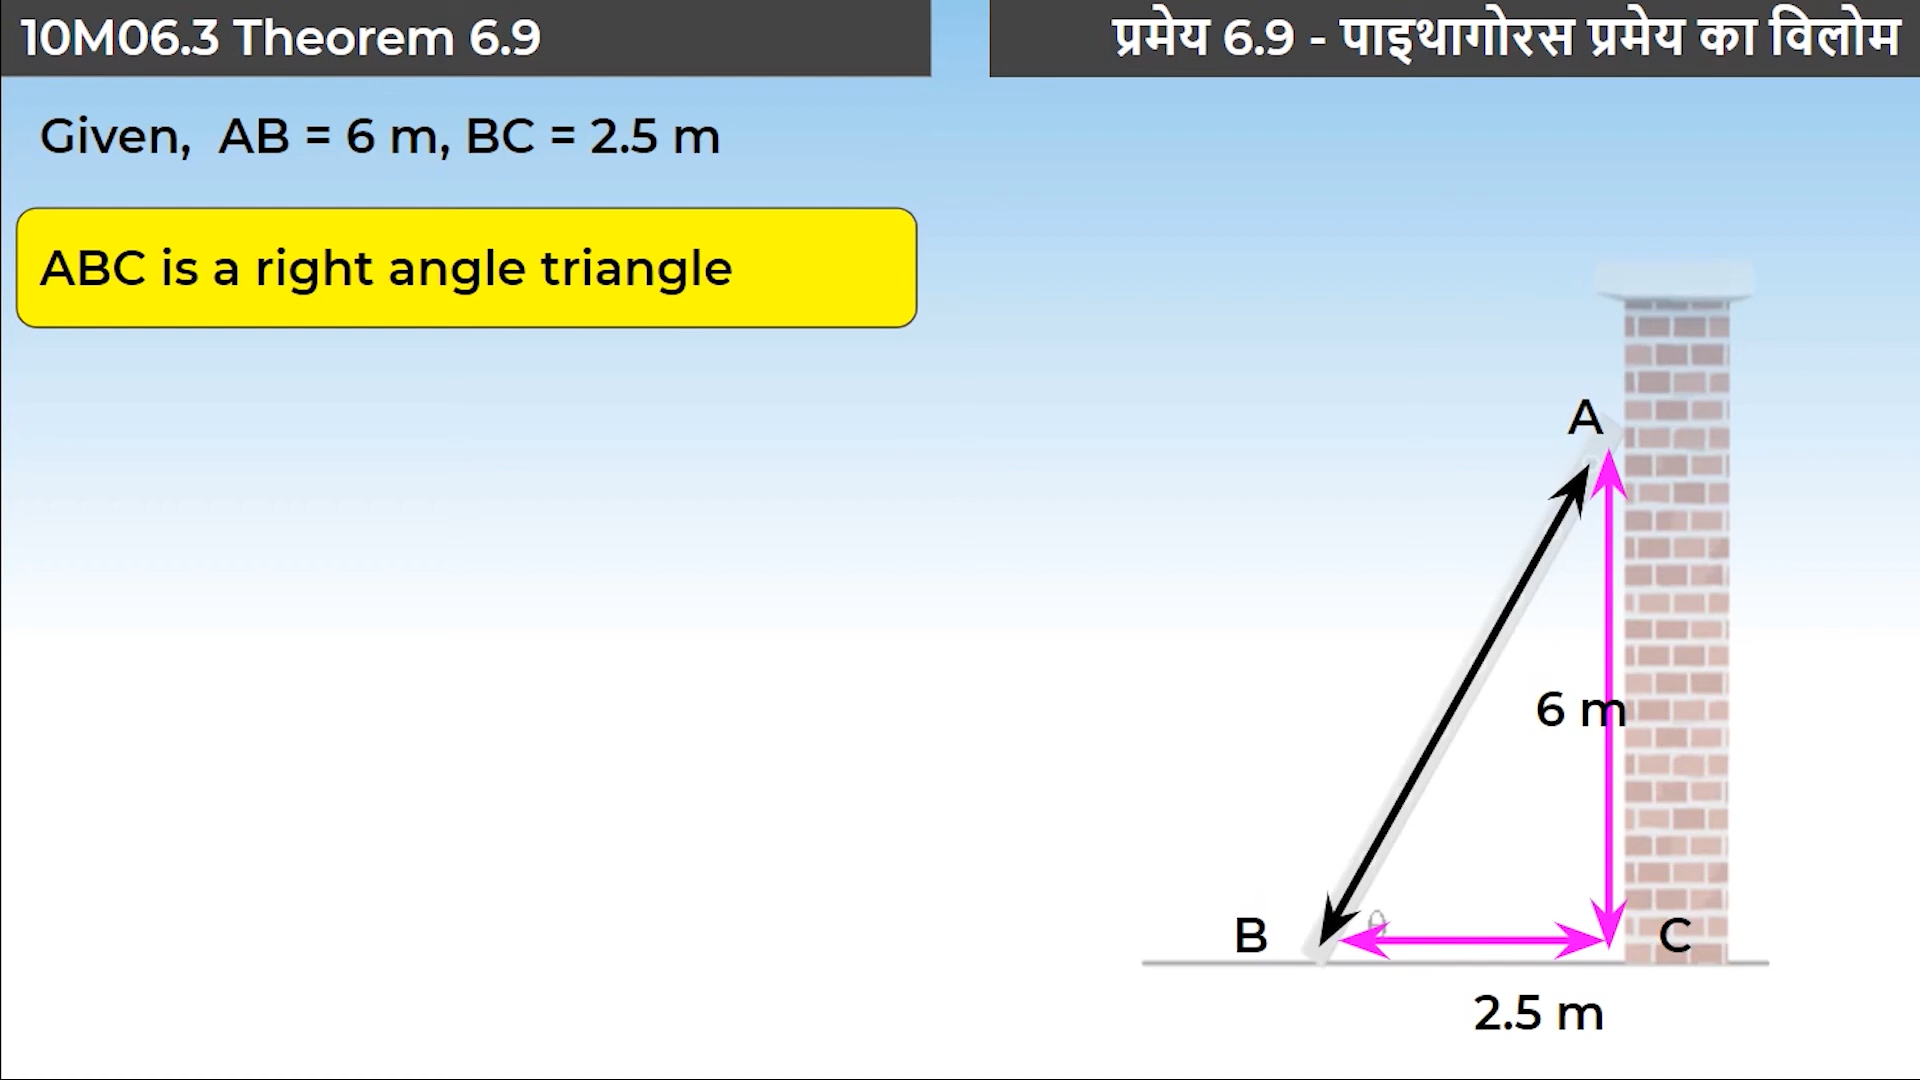 10M06.3 Theorem 6.9
प्रमेय 6.9 - पाइथागोरस प्रमेय का विलोम
Given, AB = 6 m, BC = 2.5 m
ABC is a right angle triangle
A
6 m
B
θ
C
2.5 m